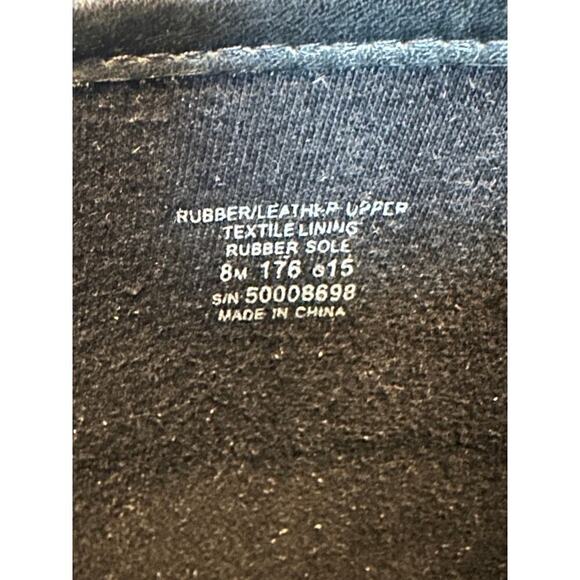 RUBBER/LEATHER UPPER
TEXTILE LINING
RUBBER SOLE
8M 176 615
S/N 50008698
MADE IN CHINA